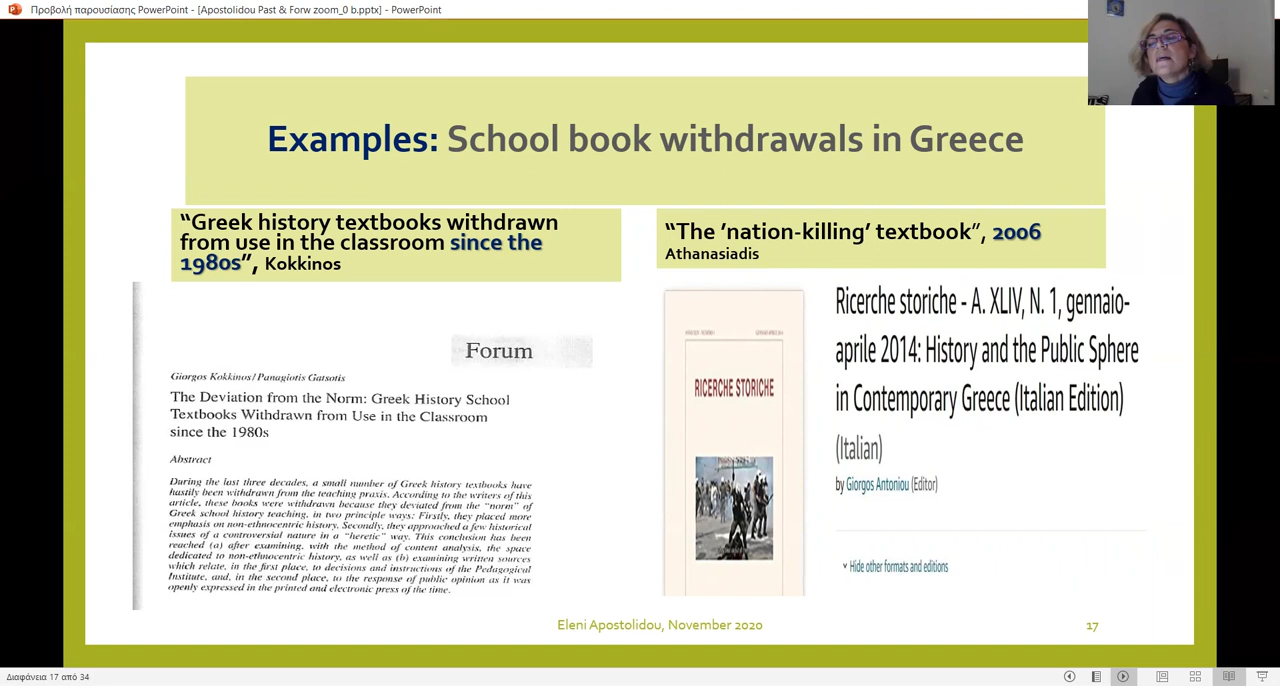 Προβολή παρουσίασης PowerPoint - [Apostolidou Past & Forw zoom_0 b.pptx] - PowerPoint
Examples: School book withdrawals in Greece
“Greek history textbooks withdrawn
from use in the classroom since the
1980s”, Kokkinos
“The ’nation-killing’ textbook”, 2006
Athanasiadis
Forum
Giorgos Kokkinos/Panagiotis Gatsotis
The Deviation from the Norm: Greek History School
Textbooks Withdrawn from Use in the Classroom
since the 1980s
Abstract
During the last three decades, a small number of Greek history textbooks have
hastily been withdrawn from the teaching praxis. According to the writers of this
article, these books were withdrawn because they deviated from the “norm” of
Greek school history teaching, in two principle ways: Firstly, they placed more
emphasis on non-ethnocentric history. Secondly, they approached a few historical
issues of a controversial nature in a “heretic” way. This conclusion has been
reached (a) after examining, with the method of content analysis, the space
dedicated to non-ethnocentric history, as well as (b) examining written sources
which relate, in the first place, to decisions and instructions of the Pedagogical
Institute, and, in the second place, to the response of public opinion as it was
openly expressed in the printed and electronic press of the time.
RICERCHE STORICHE
Ricerche storiche - A. XLIV, N. 1, gennaio-
aprile 2014: History and the Public Sphere
in Contemporary Greece (Italian Edition)
(Italian)
by Giorgos Antoniou (Editor)
Hide other formats and editions
Eleni Apostolidou, November 2020
17
Διαφάνεια 17 από 34